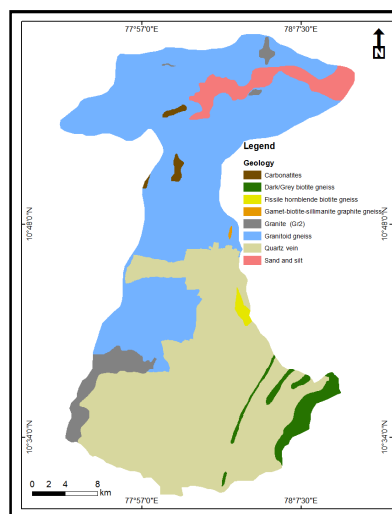 77°57'0"E 78°7'30"E
N
Legend
Geology
Carbonatites
Dark/Grey biotite gneiss
Fissile hornblende biotite gneiss
Garnet-biotite-sillimanite graphite gneiss
Granite (Gr2)
Granitoid gneiss
Quartz vein
Sand and silt
10°48'0"N 10°48'0"N
10°34'0"N 10°34'0"N
0 2 4 8
km
77°57'0"E 78°7'30"E